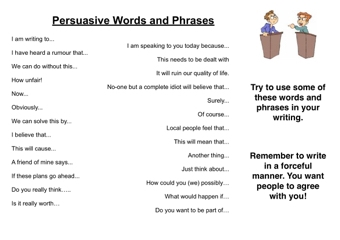 Persuasive Words and Phrases
I am writing to...
I have heard a rumour that...
We can do without this...
How unfair!
Now...
Obviously...
We can solve this by...
I believe that...
This will cause...
A friend of mine says...
If these plans go ahead...
Do you really think…..
Is it really worth…
I am speaking to you today because...
This needs to be dealt with
It will ruin our quality of life.
No-one but a complete idiot will believe that...
Surely...
Of course...
Local people feel that...
This will mean that...
Another thing...
Just think about...
How could you (we) possibly…
What would happen if…
Do you want to be part of…
Try to use some of
these words and
phrases in your
writing.
Remember to write
in a forceful
manner. You want
people to agree
with you!